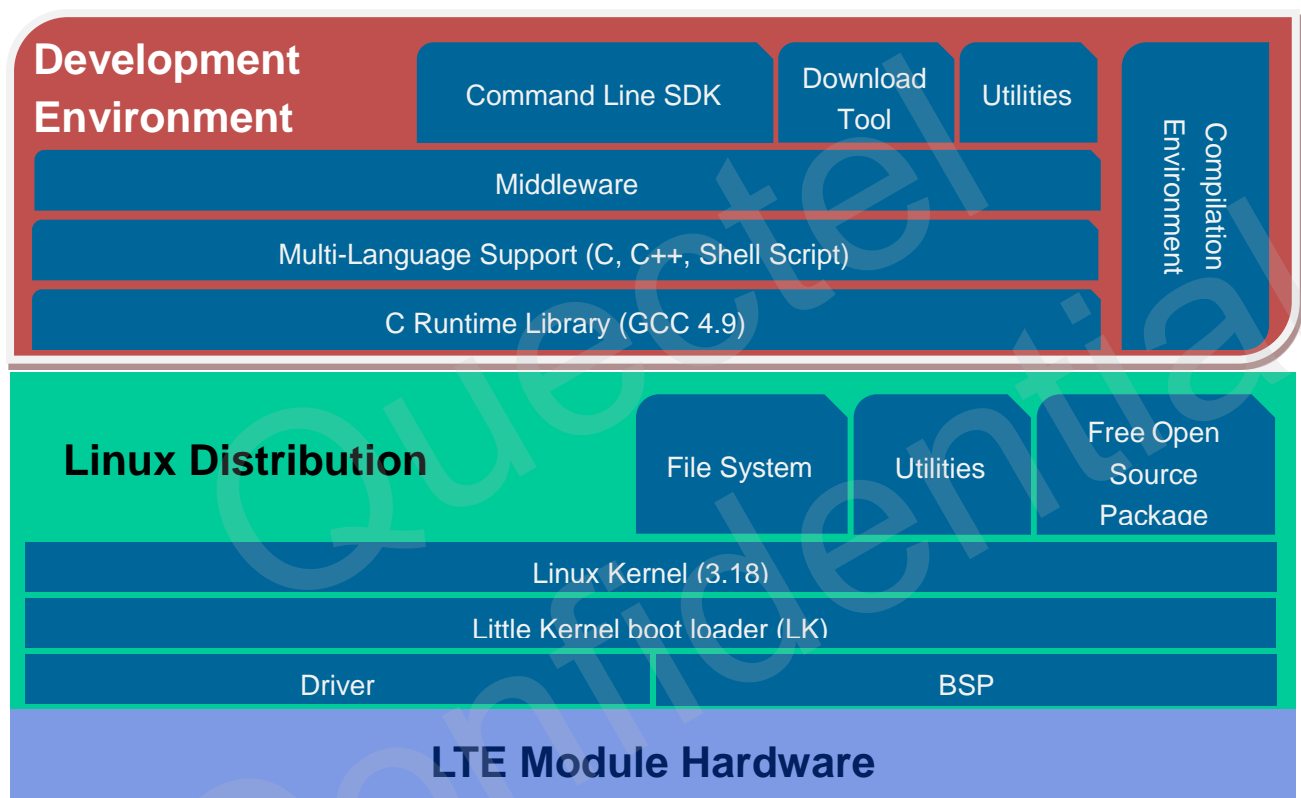 Development
Environment
Command Line SDK
Download
Tool
Utilities
Compilation
Environment
Middleware
Multi-Language Support (C, C++, Shell Script)
C Runtime Library (GCC 4.9)
Linux Distribution
File System
Utilities
Free Open
Source
Package
Linux Kernel (3.18)
Little Kernel boot loader (LK)
Driver
BSP
LTE Module Hardware
Quectel
Confidential